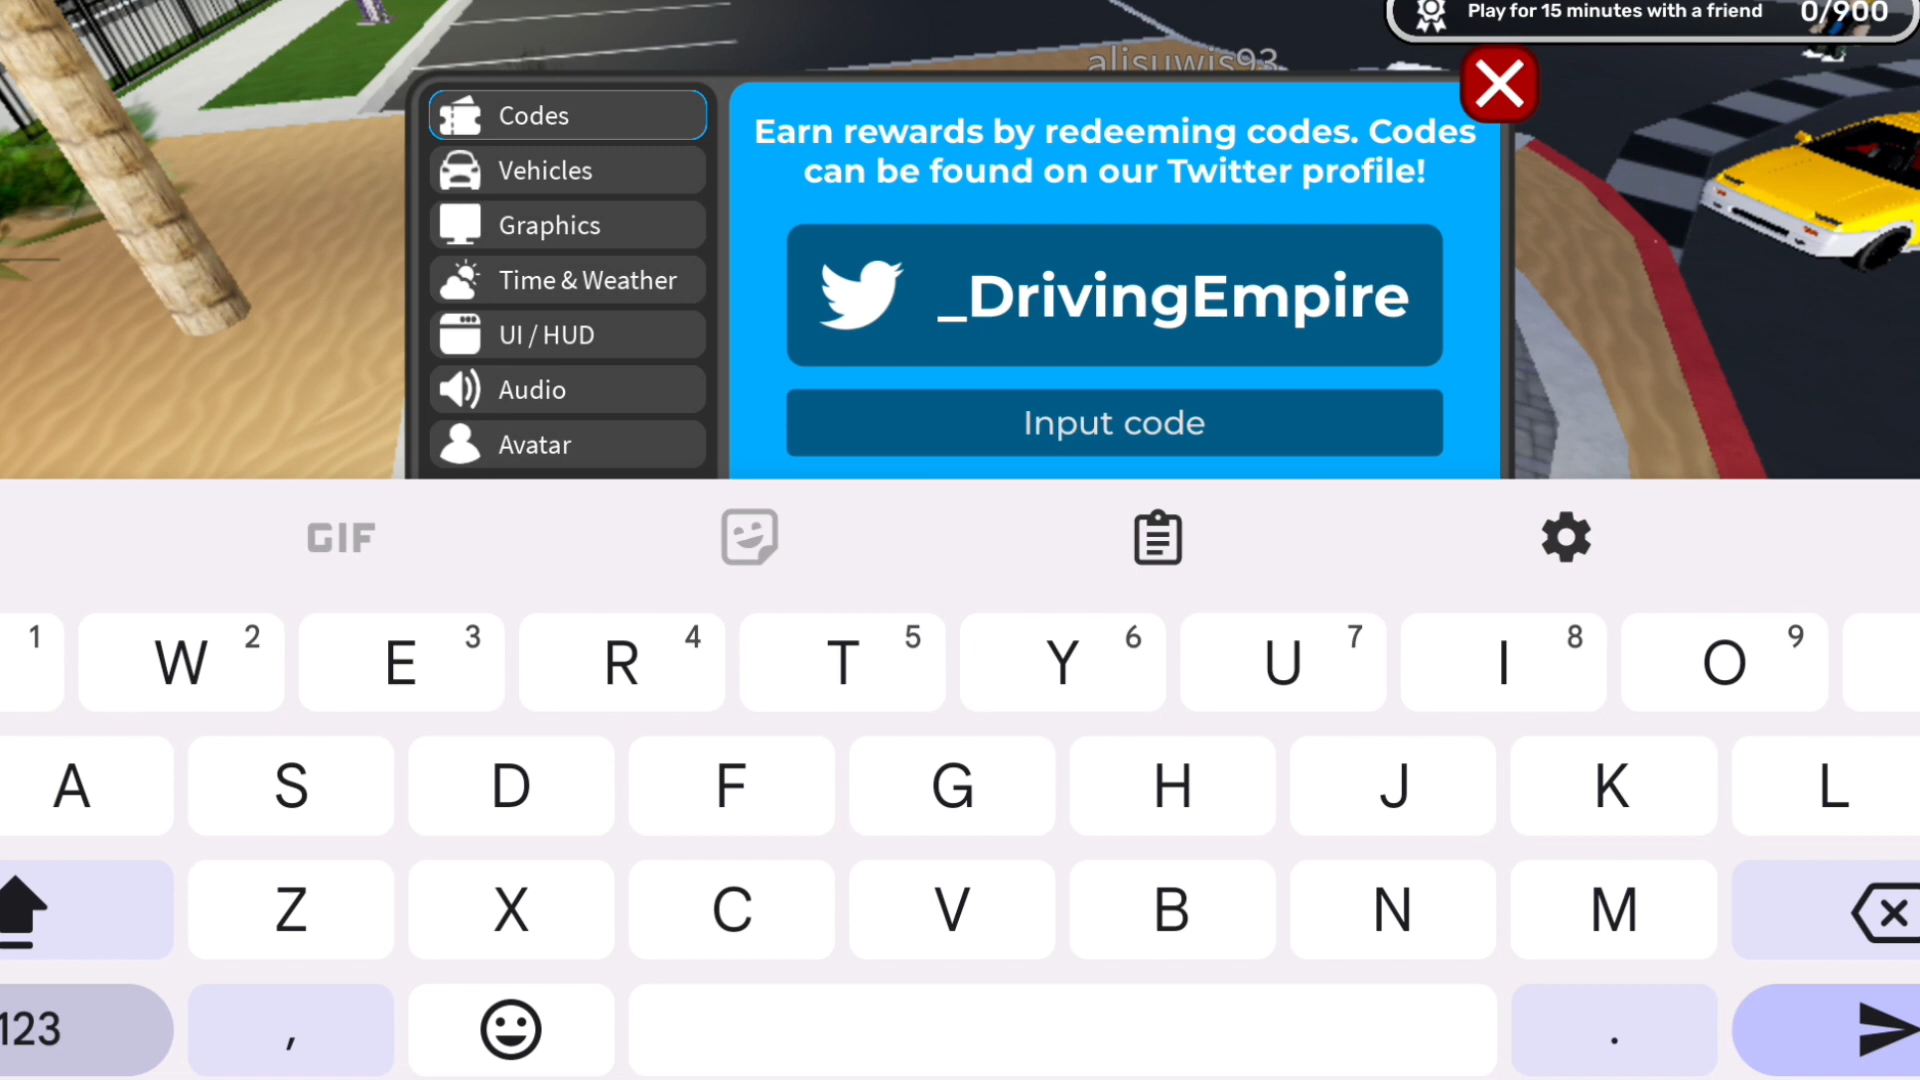 Play for 15 minutes with a friend 0/900
alisuwis93
Codes
Vehicles
Graphics
Time & Weather
UI / HUD
Audio
Avatar
Earn rewards by redeeming codes. Codes
can be found on our Twitter profile!
_DrivingEmpire
Input code
GIF
1 W 2 E 3 R 4 T 5 Y 6 U 7 I 8 O 9
A S D F G H J K L
Z X C V B N M
123 , .